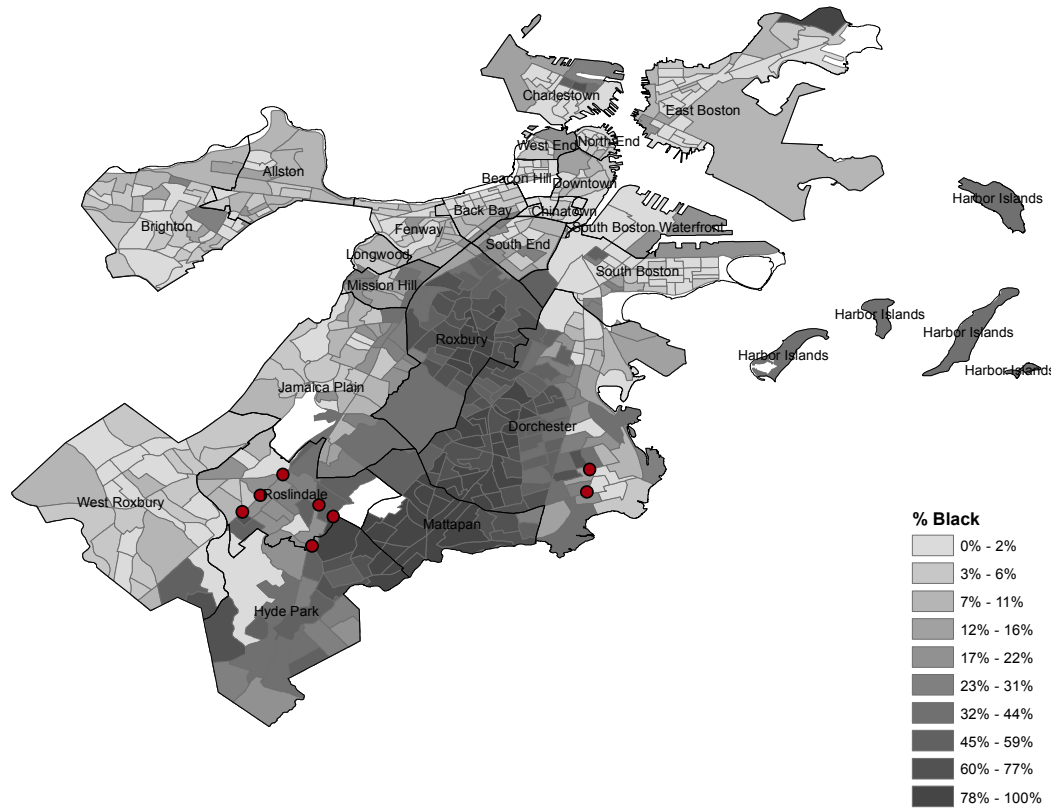 Charlestown
East Boston
West End
North End
Allston
Beacon Hill
Downtown
Harbor Islands
Back Bay
Chinatown
Brighton
Fenway
South Boston Waterfront
South End
Longwood
South Boston
Mission Hill
Harbor Islands
Harbor Islands
Roxbury
Harbor Islands
Harbor Islands
Jamaica Plain
Dorchester
Roslindale
West Roxbury
Mattapan
Hyde Park
% Black
0% - 2%
3% - 6%
7% - 11%
12% - 16%
17% - 22%
23% - 31%
32% - 44%
45% - 59%
60% - 77%
78% - 100%